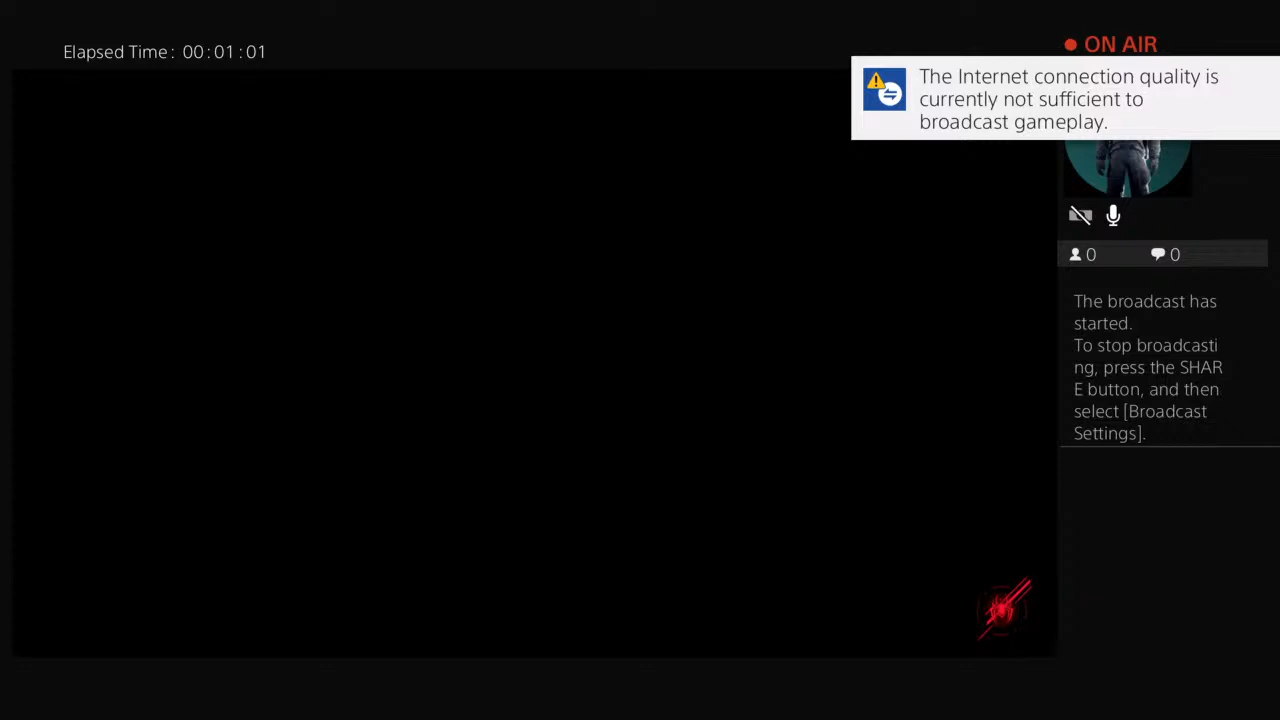 Elapsed Time: 00:01:01
ON AIR
The Internet connection quality is
currently not sufficient to
broadcast gameplay.
0
0
The broadcast has
started.
To stop broadcasti
ng, press the SHAR
E button, and then
select [Broadcast
Settings].